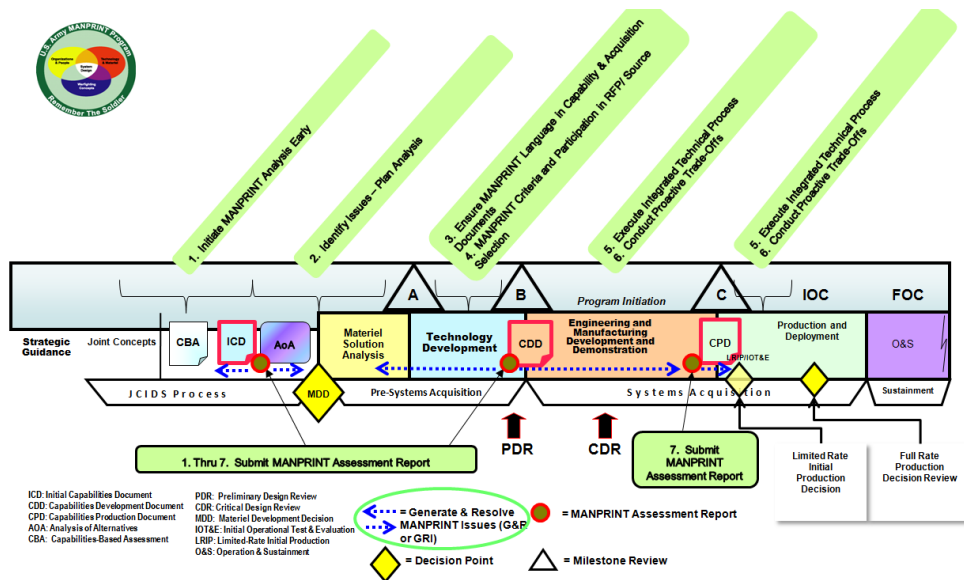 U.S. Army MANPRINT Program
Organizations
& People
Technology
& Materiel
System
Design
Warfighting
Concepts
Remember The Soldier
1. Initiate MANPRINT Analysis Early
2. Identify Issues — Plan Analysis
3. Ensure MANPRINT Language in Capability & Acquisition
Documents
4. MANPRINT Criteria and Participation in RFP/ Source
Selection
5. Execute Integrated Technical Process
6. Conduct Proactive Trade-Offs
5. Execute Integrated Technical Process
6. Conduct Proactive Trade-Offs
A
B
Program Initiation
C
IOC
FOC
Strategic
Guidance
Joint Concepts
CBA
ICD
AoA
Materiel
Solution
Analysis
Technology
Development
CDD
Engineering and
Manufacturing
Development and
Demonstration
CPD
LRIP/IOT&E
Production and
Deployment
O&S
JCIDS Process
MDD
Pre-Systems Acquisition
Systems Acquisition
Sustainment
PDR
CDR
1. Thru 7. Submit MANPRINT Assessment Report
7. Submit
MANPRINT
Assessment Report
Limited Rate
Initial
Production
Decision
Full Rate
Production
Decision Review
ICD: Initial Capabilities Document
CDD: Capabilities Development Document
CPD: Capabilities Production Document
AOA: Analysis of Alternatives
CBA: Capabilities-Based Assessment
PDR: Preliminary Design Review
CDR: Critical Design Review
MDD: Materiel Development Decision
IOT&E: Initial Operational Test & Evaluation
LRIP: Limited-Rate Initial Production
O&S: Operation & Sustainment
= Generate & Resolve
MANPRINT Issues (G&R
or GRI)
= MANPRINT Assessment Report
= Decision Point
= Milestone Review